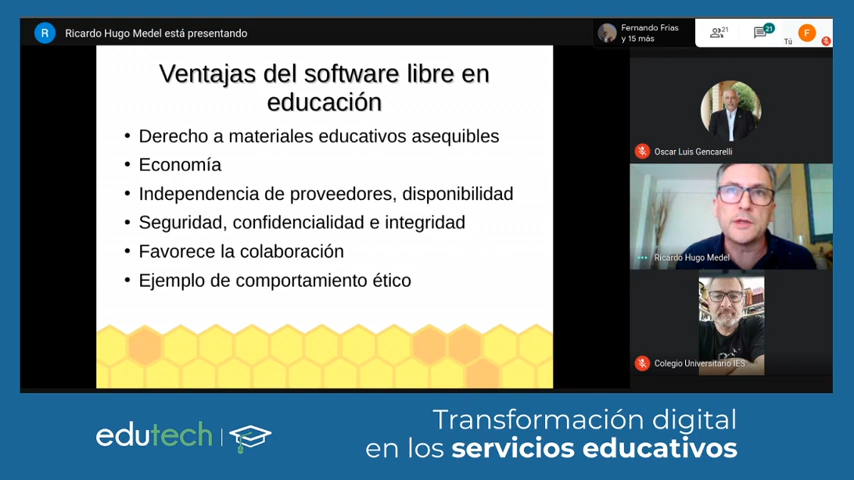 R
Ricardo Hugo Medel está presentando
Fernando Frias
y 15 más
21
21
Tú
F
Ventajas del software libre en
educación
• Derecho a materiales educativos asequibles
• Economía
• Independencia de proveedores, disponibilidad
• Seguridad, confidencialidad e integridad
• Favorece la colaboración
• Ejemplo de comportamiento ético
Oscar Luis Gencarelli
Ricardo Hugo Medel
Colegio Universitario IES
edutech
Transformación digital
en los servicios educativos